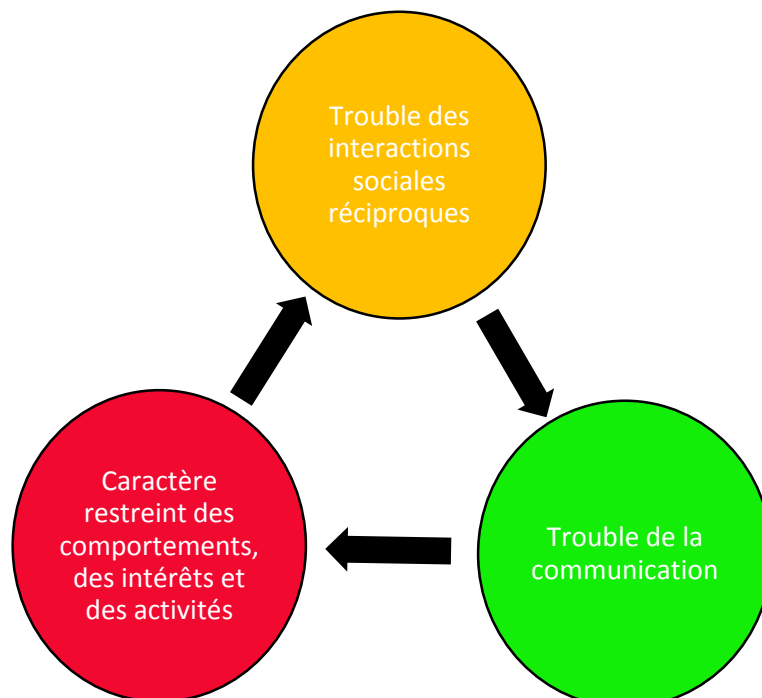 Trouble des
interactions
sociales
réciproques
Caractère
restreint des
comportements,
des intérêts et
des activités
Trouble de la
communication